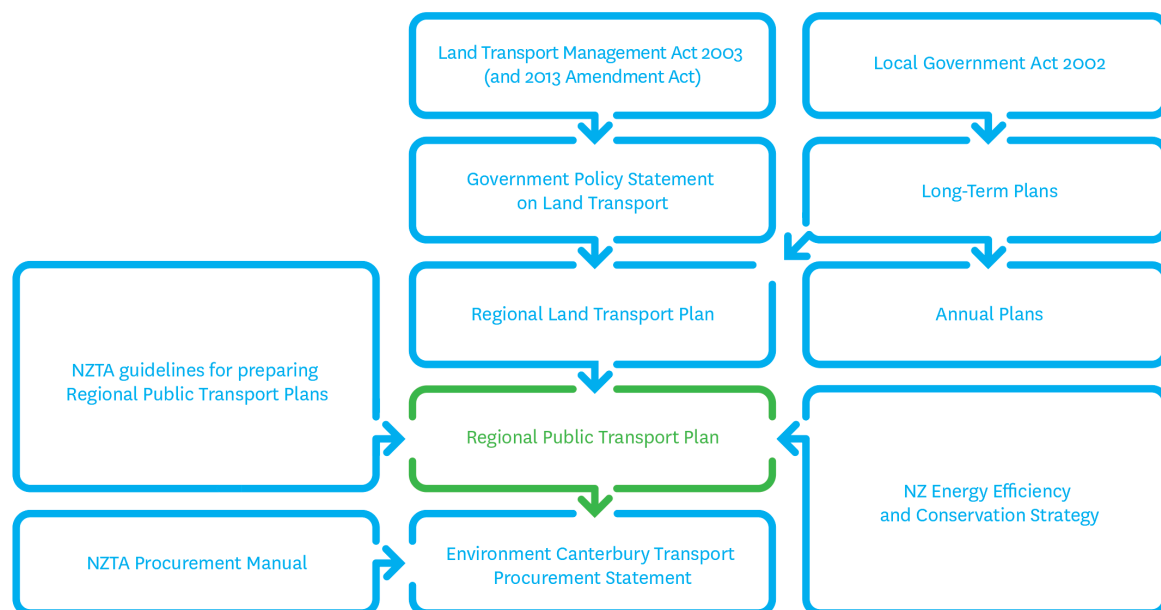 Land Transport Management Act 2003
(and 2013 Amendment Act)
Local Government Act 2002
Government Policy Statement
on Land Transport
Long-Term Plans
Regional Land Transport Plan
Annual Plans
NZTA guidelines for preparing
Regional Public Transport Plans
Regional Public Transport Plan
NZ Energy Efficiency
and Conservation Strategy
NZTA Procurement Manual
Environment Canterbury Transport
Procurement Statement